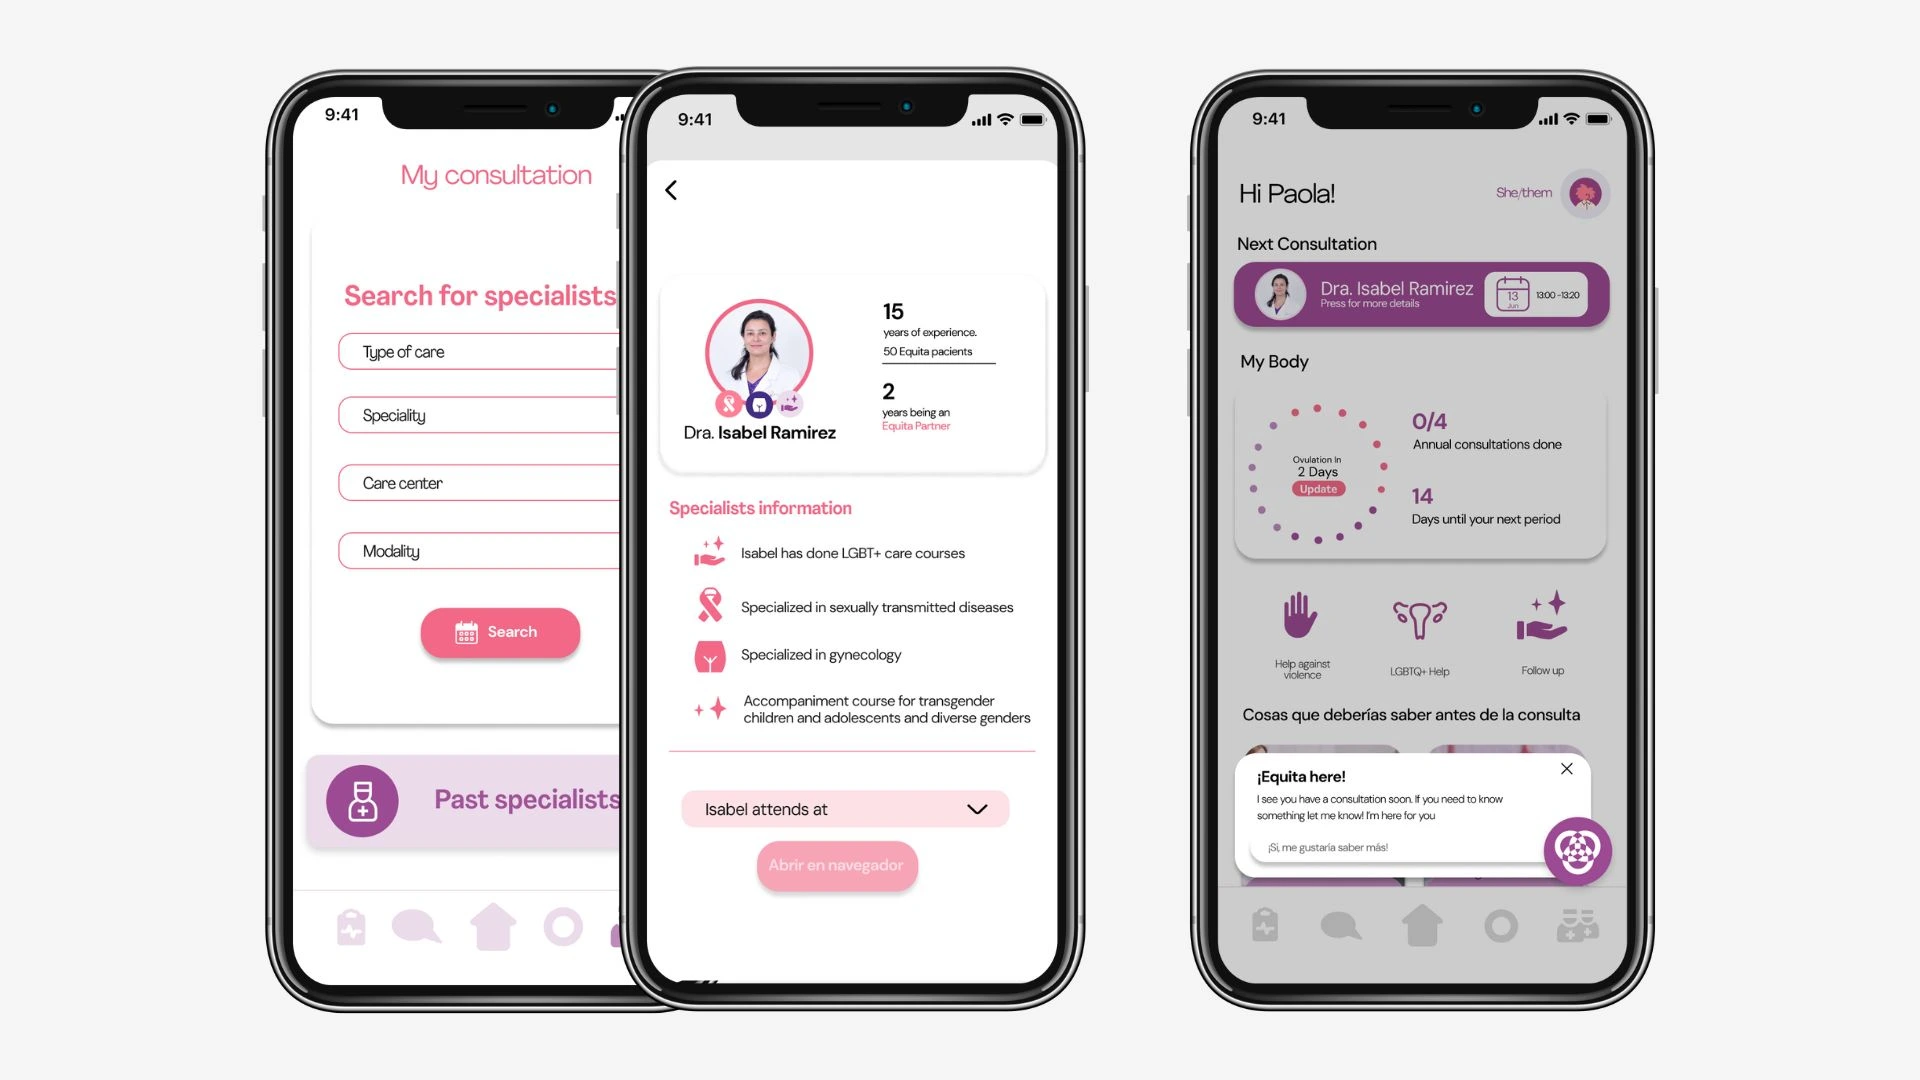 9:41
My consultation
Search for specialists
Type of care
Speciality
Care center
Modality
Search
Past specialists
9:41
15
years of experience.
50 Equita pacients
2
years being an
Equita Partner
Dra. Isabel Ramirez
Specialists information
Isabel has done LGBT+ care courses
Specialized in sexually transmitted diseases
Specialized in gynecology
Accompaniment course for transgender
children and adolescents and diverse genders
Isabel attends at
Abrir en navegador
9:41
Hi Paola!
She/them
Next Consultation
Dra. Isabel Ramirez
Press for more details
13
Jun
13:00 -13:20
My Body
Ovulation In
2 Days
Update
0/4
Annual consultations done
14
Days until your next period
Help against
violence
LGBTQ+ Help
Follow up
Cosas que deberías saber antes de la consulta
¡Equita here!
I see you have a consultation soon. If you need to know
something let me know! I'm here for you
¡Si, me gustaría saber más!